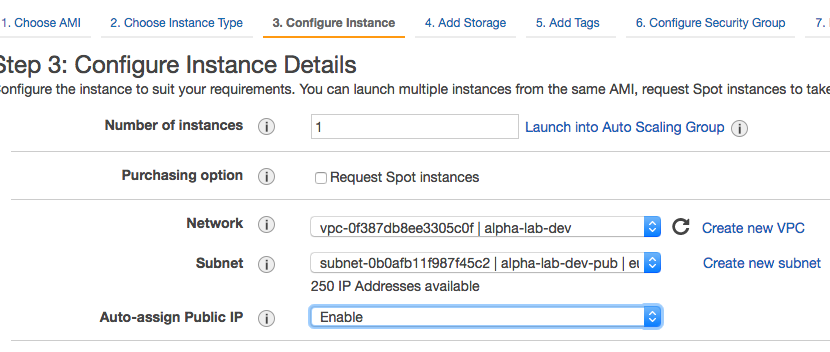 1. Choose AMI 2. Choose Instance Type 3. Configure Instance 4. Add Storage 5. Add Tags 6. Configure Security Group 7.
Step 3: Configure Instance Details
Configure the instance to suit your requirements. You can launch multiple instances from the same AMI, request Spot instances to take
Number of instances i 1 Launch into Auto Scaling Group i
Purchasing option i Request Spot instances
Network i vpc-0f387db8ee3305c0f | alpha-lab-dev Create new VPC
Subnet i subnet-0b0afb11f987f45c2 | alpha-lab-dev-pub | eu Create new subnet
250 IP Addresses available
Auto-assign Public IP i Enable